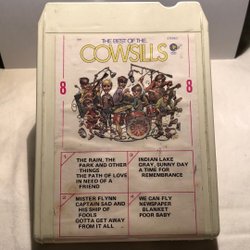 THE BEST OF THE
STEREO
COWSILLS
MGM
8
8
1
THE RAIN, THE
PARK AND OTHER
THINGS
THE PATH OF LOVE
IN NEED OF A
FRIEND
2
MISTER FLYNN
CAPTAIN SAD AND
HIS SHIP OF
FOOLS
GOTTA GET AWAY
FROM IT ALL
3
INDIAN LAKE
GRAY, SUNNY DAY
A TIME FOR
REMEMBRANCE
4
WE CAN FLY
NEWSPAPER
BLANKET
POOR BABY